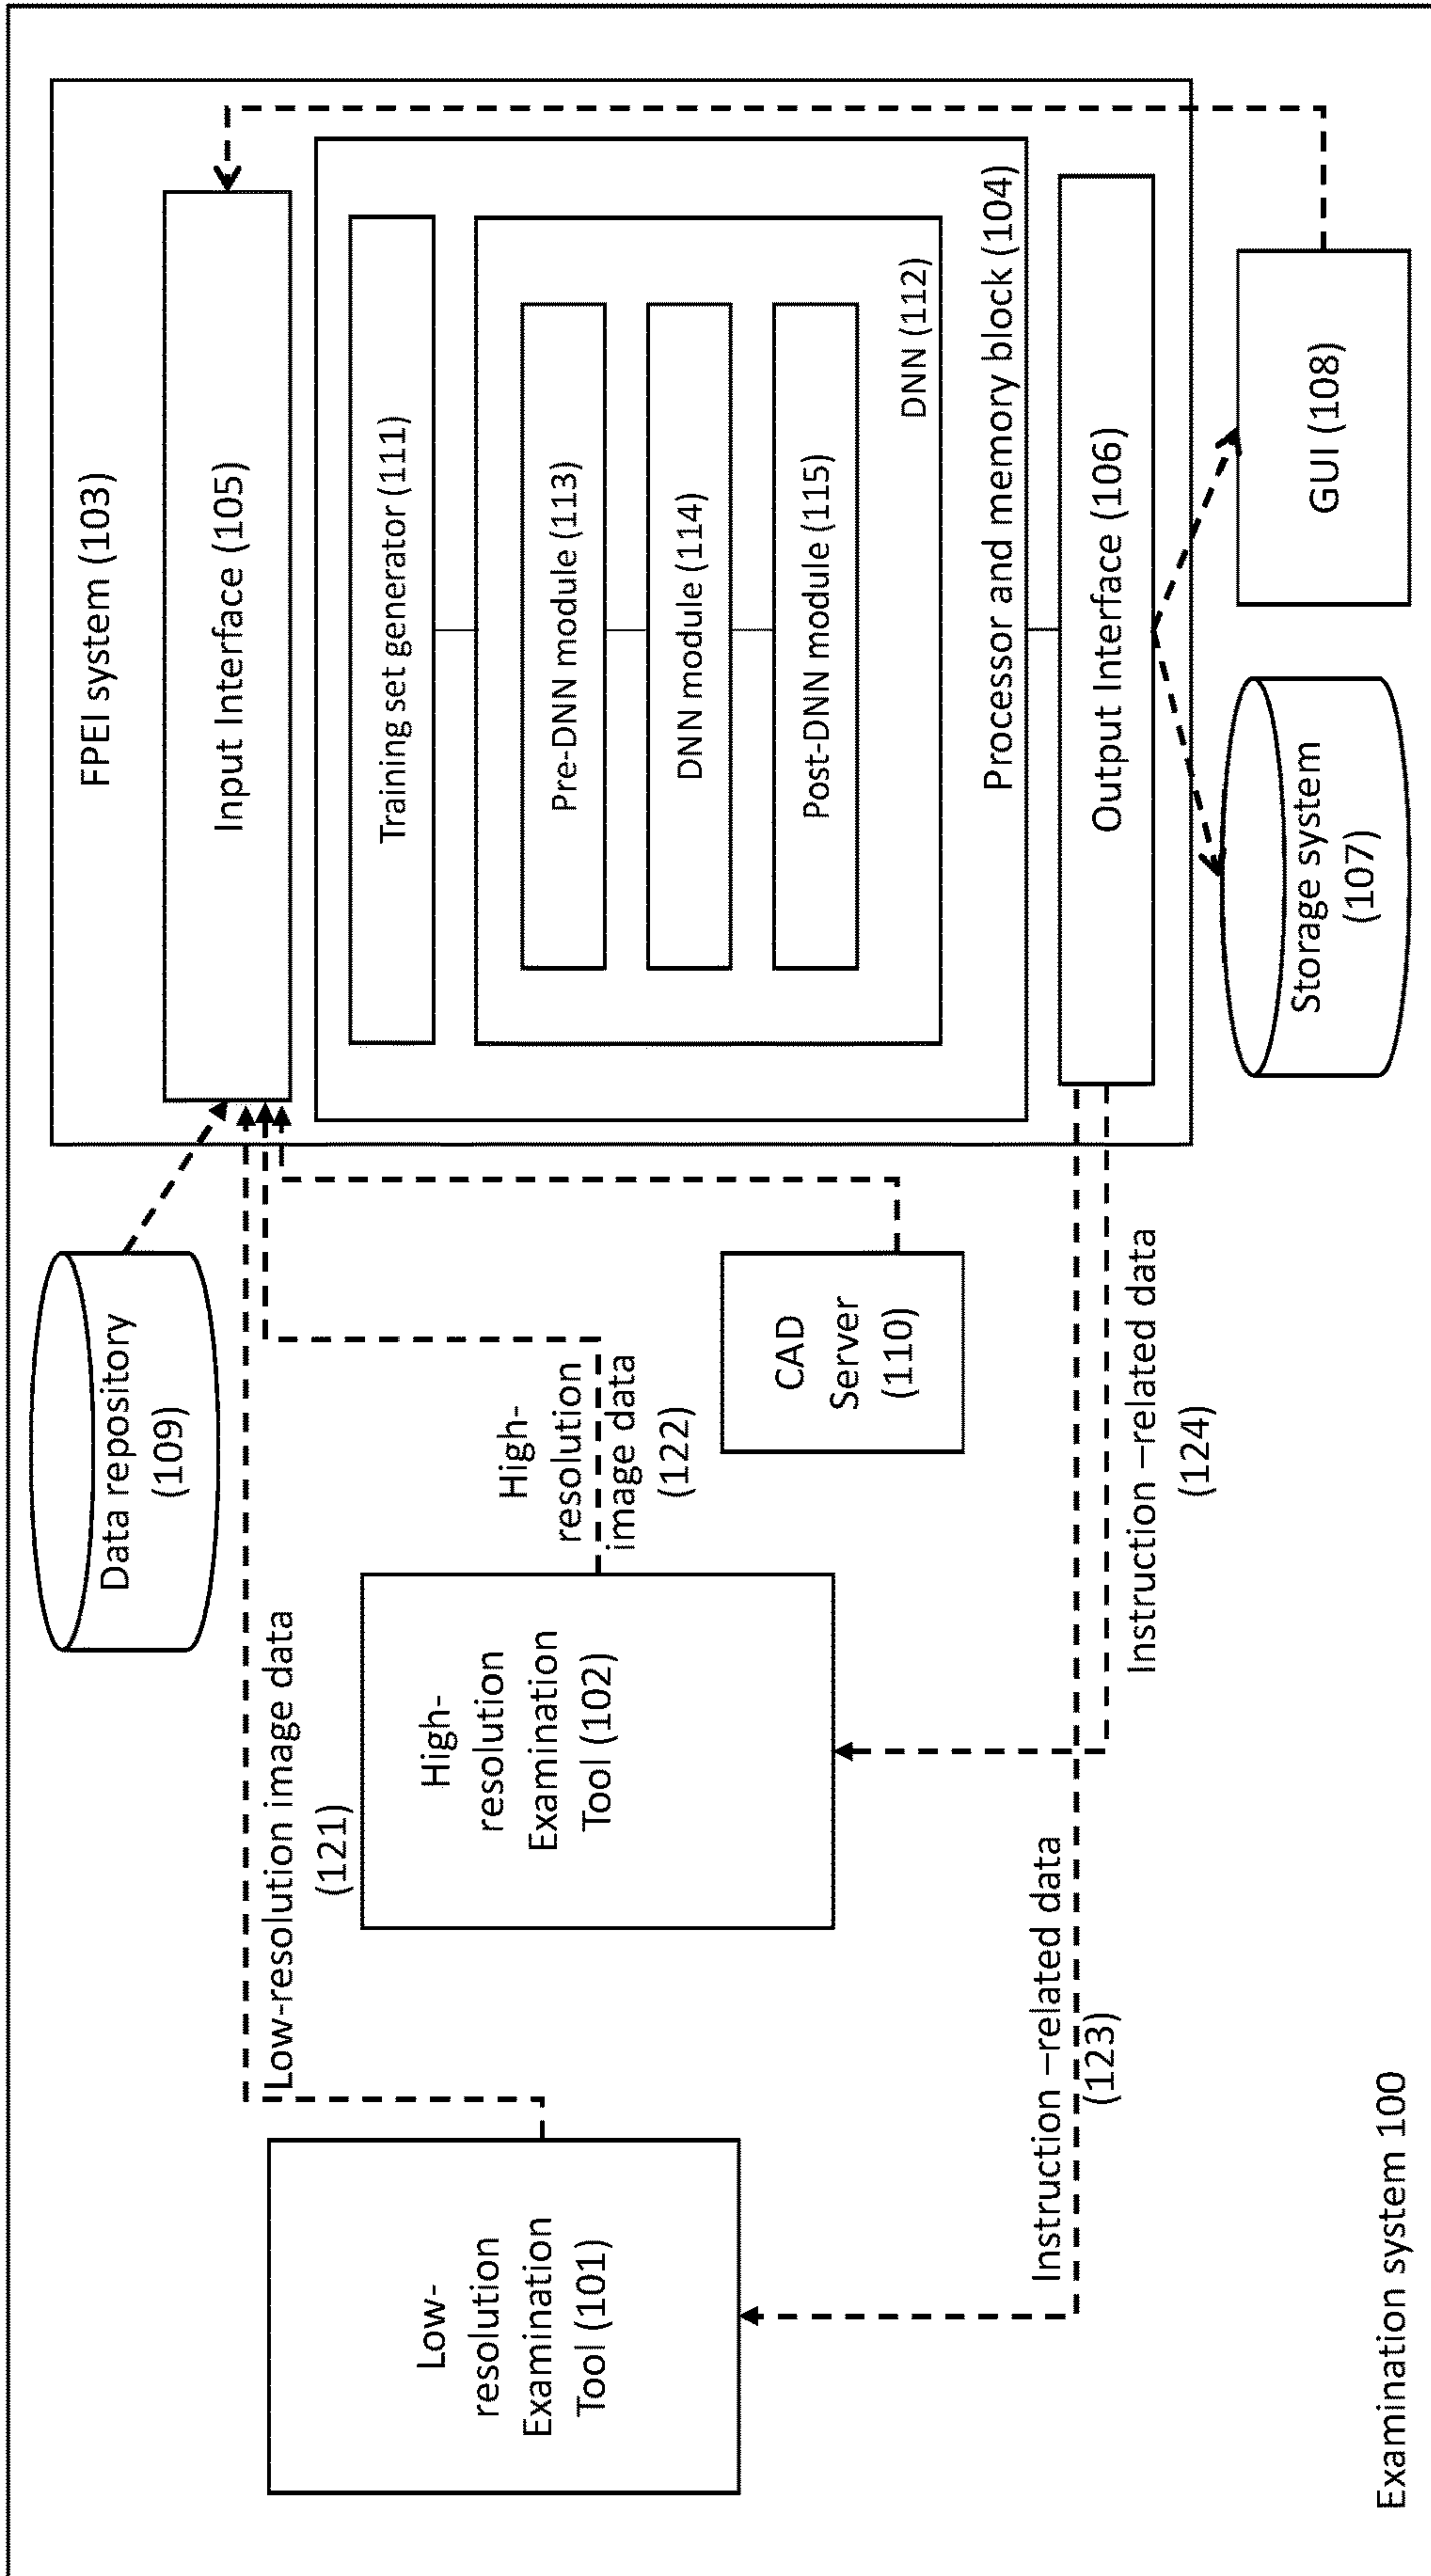 Data repository
(109)
FPEI system (103)
Input Interface (105)
Low-resolution image data
(121)
Training set generator (111)
Low-
resolution
Examination
Tool (101)
High-
resolution
Examination
Tool (102)
High-
resolution
image data
(122)
Pre-DNN module (113)
DNN module (114)
Post-DNN module (115)
CAD
Server
(110)
DNN (112)
Processor and memory block (104)
Instruction –related data
(123)
Instruction –related data
(124)
Output Interface (106)
Storage system
(107)
GUI (108)
Examination system 100